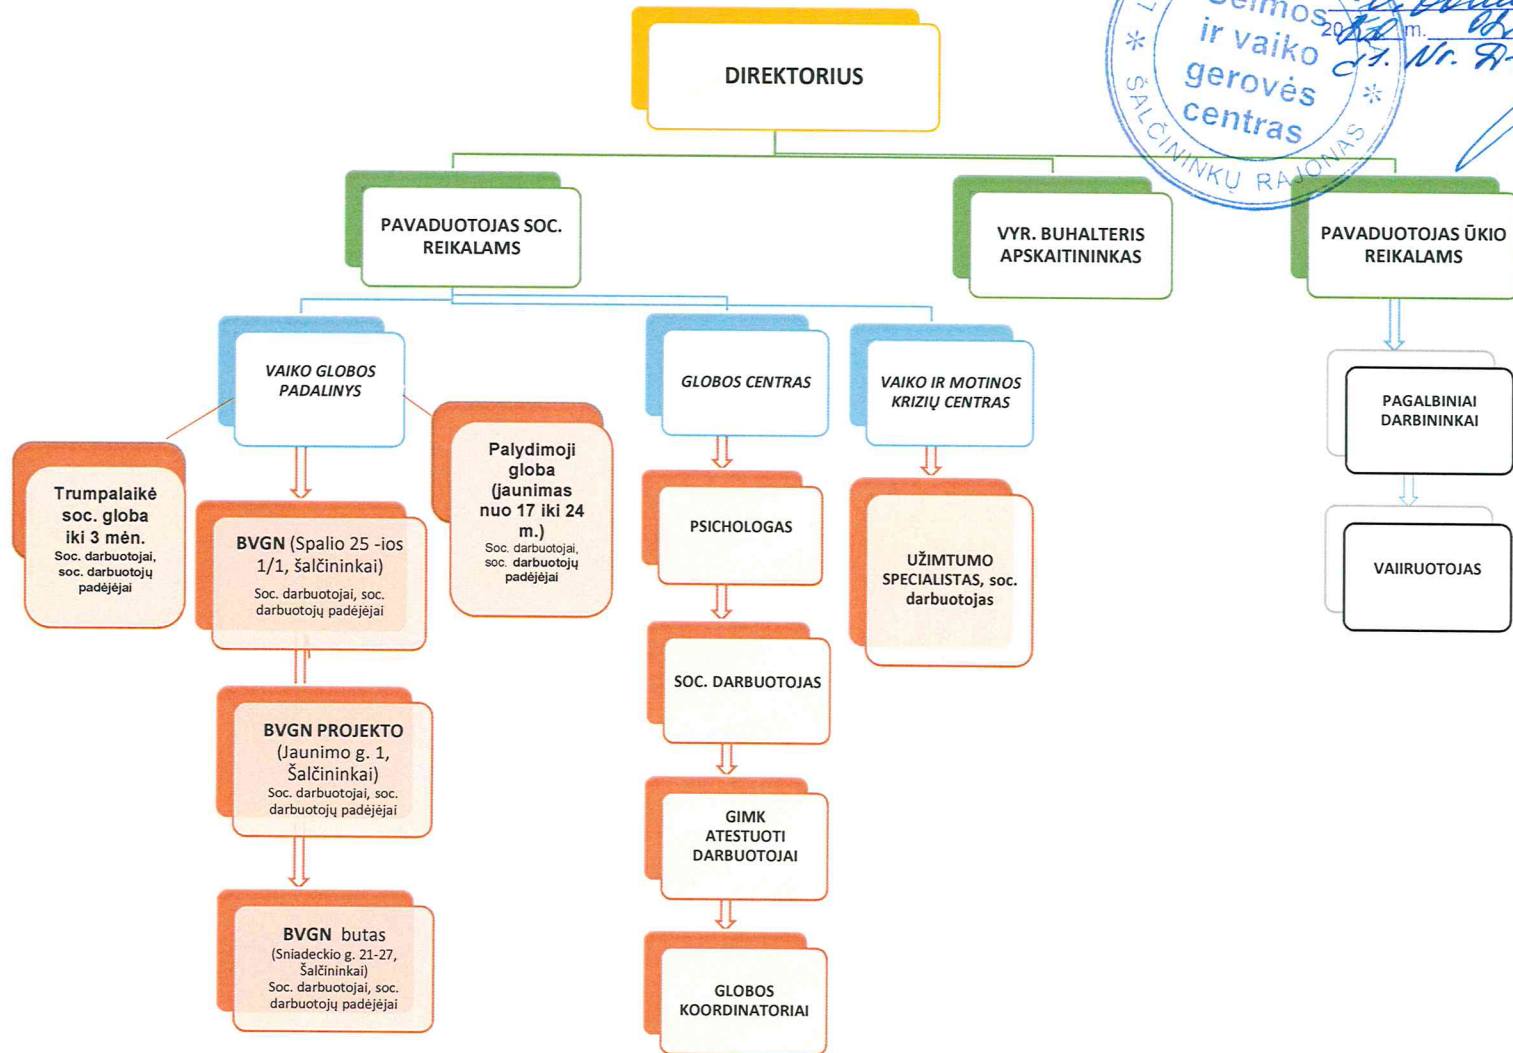 DIREKTORIUS
Seimos
ir vaiko
gerovės
centras
ŠALČININKŲ RAJONAS
20 m.
Nr.
PAVADUOTOJAS SOC.
REIKALAMS
VYR. BUHALTERIS
APSKAITININKAS
PAVADUOTOJAS ŪKIO
REIKALAMS
VAIKO GLOBOS
PADALINYS
GLOBOS CENTRAS
VAIKO IR MOTINOS
KRIZIŲ CENTRAS
PAGALBINIAI
DARBININKAI
Trumpalaikė
soc. globa
iki 3 mėn.
Soc. darbuotojai,
soc. darbuotojų
padėjėjai
Palydimoji
globa
(jaunimas
nuo 17 iki 24
m.)
Soc. darbuotojai,
soc. darbuotojų
padėjėjai
BVGN (Spalio 25 -ios
1/1, šalčininkai)
Soc. darbuotojai, soc.
darbuotojų padėjėjai
PSICHOLOGAS
UŽIMTUMO
SPECIALISTAS, soc.
darbuotojas
VAIIRUOTOJAS
SOC. DARBUOTOJAS
BVGN PROJEKTO
(Jaunimo g. 1,
Šalčininkai)
Soc. darbuotojai, soc.
darbuotojų padėjėjai
GIMK
ATESTUOTI
DARBUOTOJAI
BVGN butas
(Sniadeckio g. 21-27,
Šalčininkai)
Soc. darbuotojai, soc.
darbuotojų padėjėjai
GLOBOS
KOORDINATORIAI